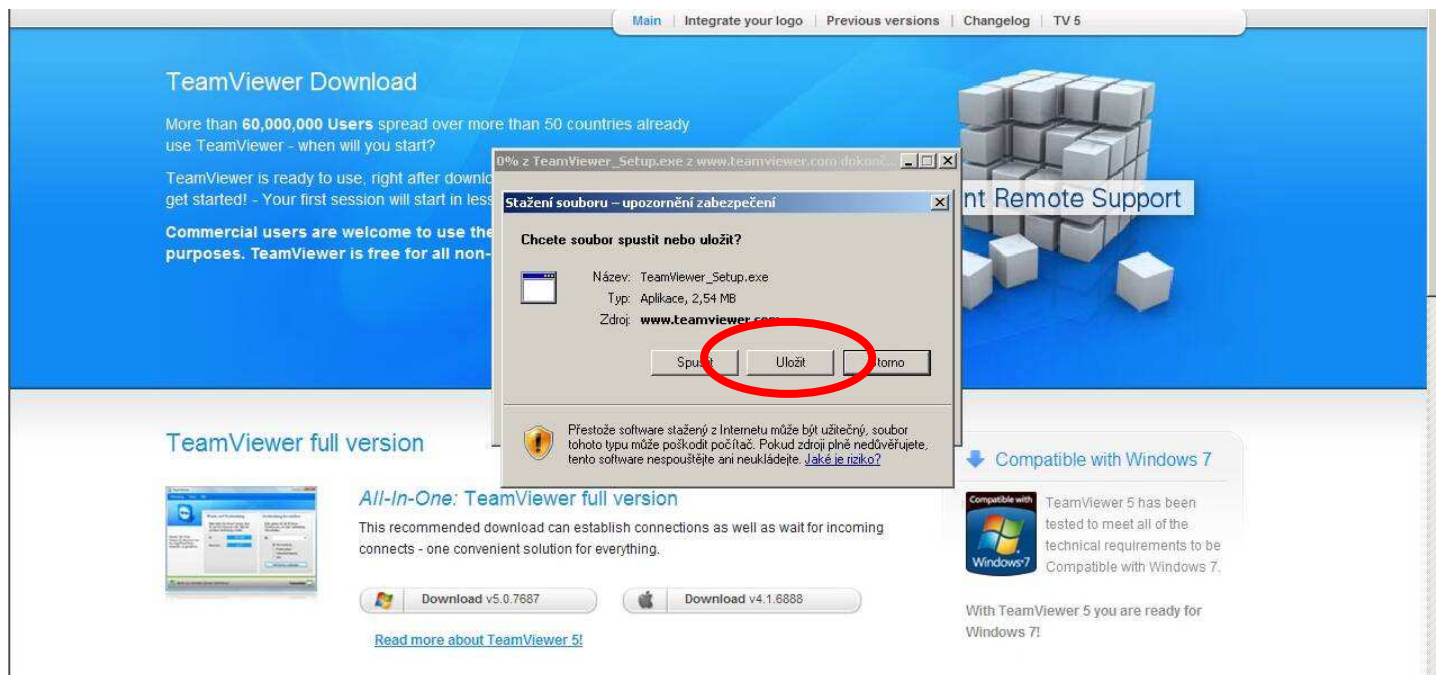 Main | Integrate your logo | Previous versions | Changelog | TV 5
TeamViewer Download
More than 60,000,000 Users spread over more than 50 countries already
use TeamViewer - when will you start?
TeamViewer is ready to use, right after
get started! - Your first session will start in
Commercial users are welcome to use the
purposes. TeamViewer is free for all
Remote Support
0% z TeamViewer_Setup.exe z www.teamviewer.com
Stažení souboru – upozornění zabezpečení
Chcete soubor spustit nebo uložit?
Název: TeamViewer_Setup.exe
Typ: Aplikace, 2,54 MB
Zdroj: www.teamviewer.com
Uložit
Přestože software stažený z Internetu může být užitečný, soubor
tohoto typu může poškodit počítač. Pokud zdroji plně nedůvěřujete,
tento software nespouštějte ani neukládejte. Jaké je riziko?
TeamViewer full version
All-In-One: TeamViewer full version
This recommended download can establish connections as well as wait for incoming
connects - one convenient solution for everything.
Download v5.0.7687
Download v4.1.6888
Read more about TeamViewer 5!
Compatible with Windows 7
Compatible with
Windows 7
TeamViewer 5 has been
tested to meet all of the
technical requirements to be
Compatible with Windows 7.
With TeamViewer 5 you are ready for
Windows 7!